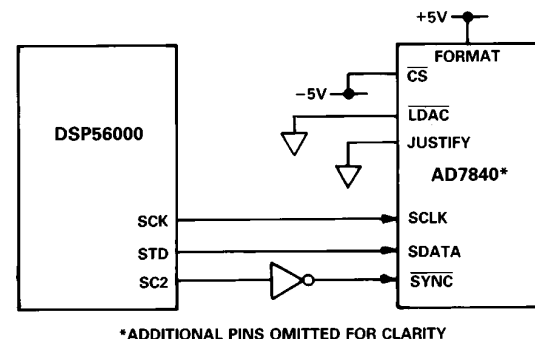 +5V
FORMAT
CS
-5V
LDAC
DSP56000
JUSTIFY
AD7840*
SCK
SCLK
STD
SDATA
SC2
SYNC
*ADDITIONAL PINS OMITTED FOR CLARITY